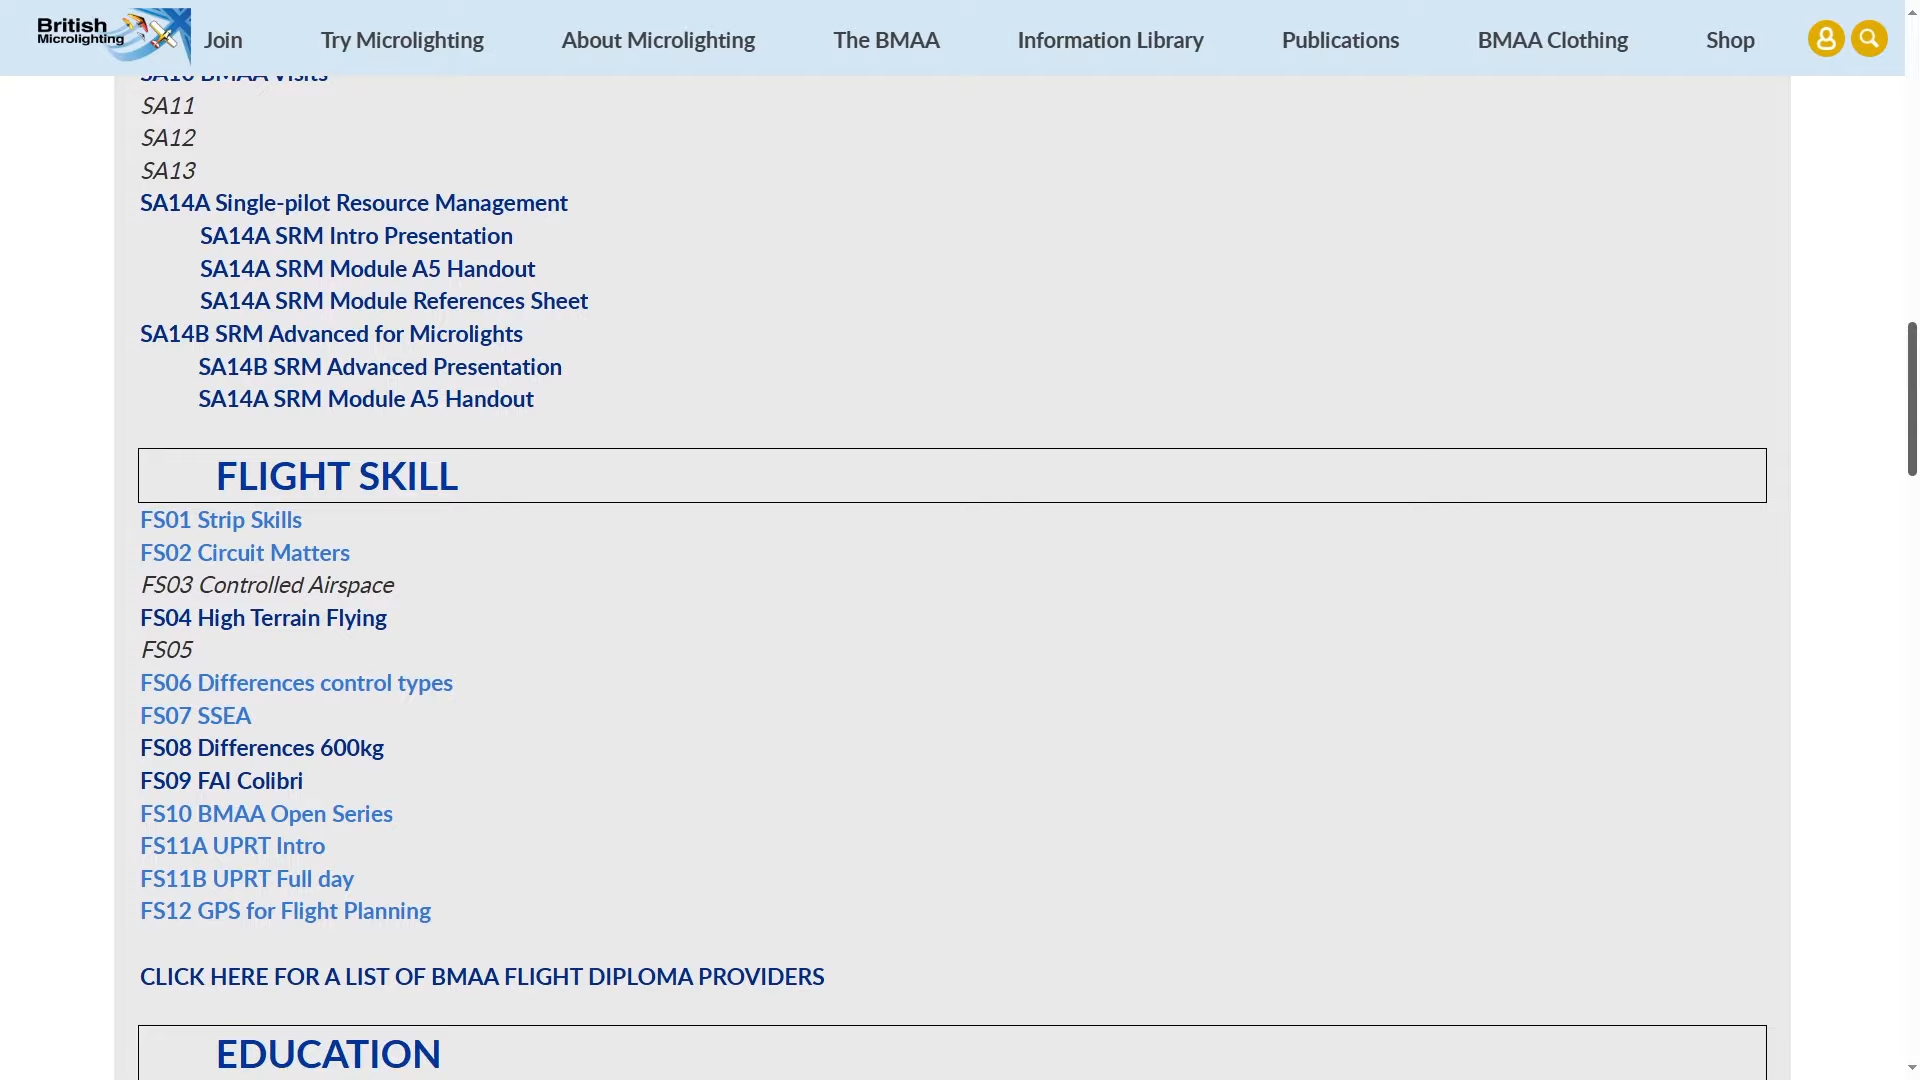 British
Microlighting
Join
Try Microlighting
About Microlighting
The BMAA
Information Library
Publications
BMAA Clothing
Shop
SA10 BMAA Visits
SA11
SA12
SA13
SA14A Single-pilot Resource Management
SA14A SRM Intro Presentation
SA14A SRM Module A5 Handout
SA14A SRM Module References Sheet
SA14B SRM Advanced for Microlights
SA14B SRM Advanced Presentation
SA14A SRM Module A5 Handout
FLIGHT SKILL
FS01 Strip Skills
FS02 Circuit Matters
FS03 Controlled Airspace
FS04 High Terrain Flying
FS05
FS06 Differences control types
FS07 SSEA
FS08 Differences 600kg
FS09 FAI Colibri
FS10 BMAA Open Series
FS11A UPRT Intro
FS11B UPRT Full day
FS12 GPS for Flight Planning
CLICK HERE FOR A LIST OF BMAA FLIGHT DIPLOMA PROVIDERS
EDUCATION